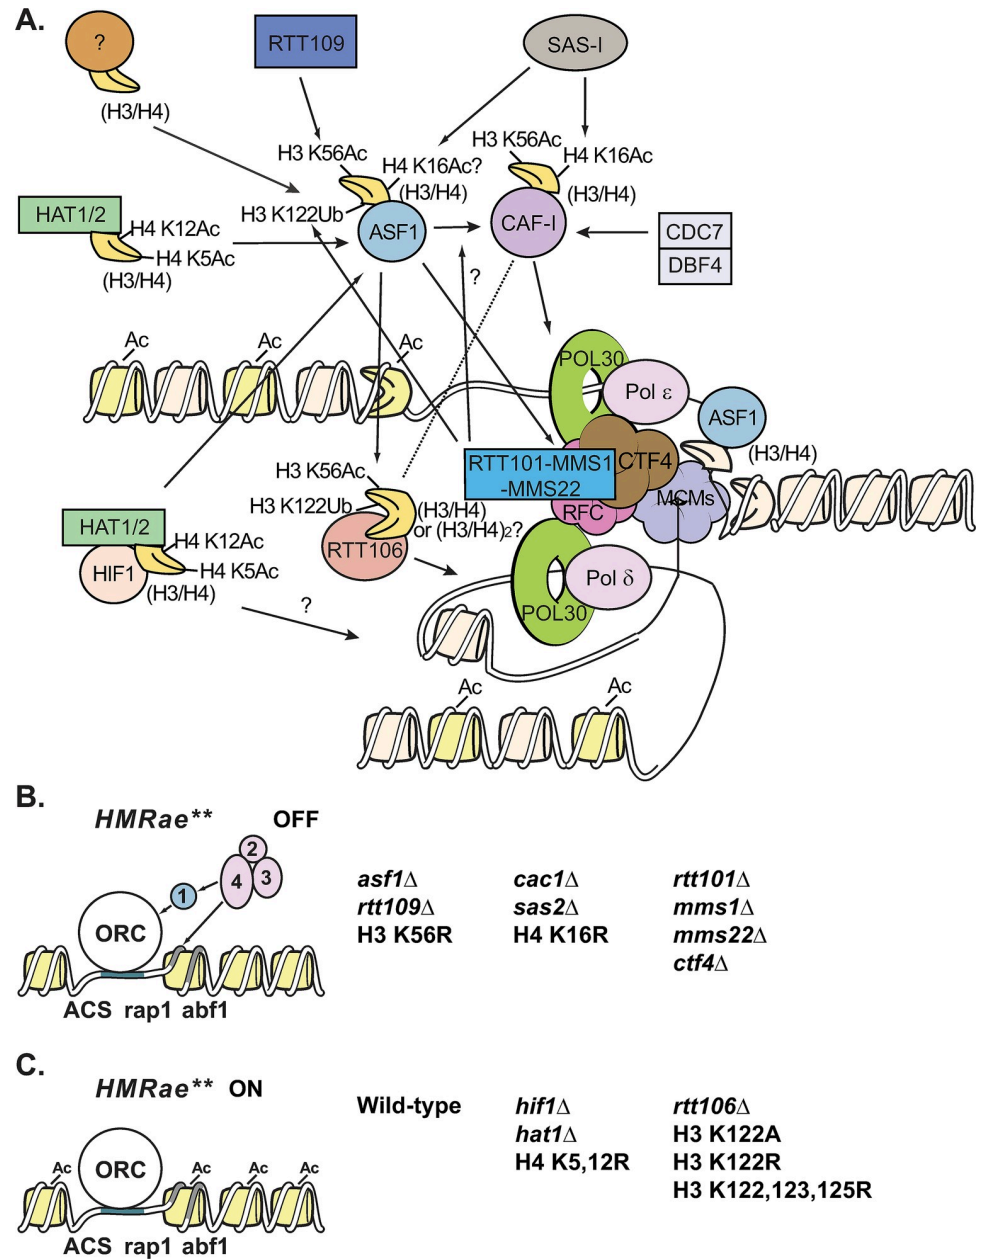 A.
?
(H3/H4)
RTT109
SAS-I
H3 K56Ac
H4 K16Ac?
(H3/H4)
H3 K122Ub
ASF1
H3 K56Ac
H4 K16Ac
(H3/H4)
CAF-I
HAT1/2
H4 K12Ac
H4 K5Ac
(H3/H4)
CDC7
DBF4
?
Ac
Ac
Ac
POL30
Pol ε
ASF1
(H3/H4)
RTT101-MMS1
-MMS22
CTF4
MCMs
RFC
H3 K56Ac
H3 K122Ub
(H3/H4)
or (H3/H4)₂?
RTT106
HAT1/2
HIF1
H4 K12Ac
H4 K5Ac
(H3/H4)
?
Pol δ
POL30
Ac
Ac
B.
HMRae** OFF
2
4
3
1
ORC
ACS rap1 abf1
asf1Δ
rtt109Δ
H3 K56R
cac1Δ
sas2Δ
H4 K16R
rtt101Δ
mms1Δ
mms22Δ
ctf4Δ
C.
HMRae** ON
Ac
ORC
Ac
Ac
Ac
ACS rap1 abf1
Wild-type
hif1Δ
hat1Δ
H4 K5,12R
rtt106Δ
H3 K122A
H3 K122R
H3 K122,123,125R